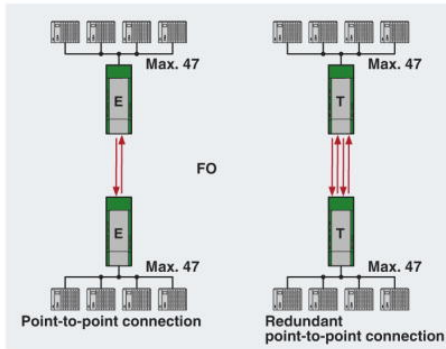 Max. 47
Max. 47
E
T
FO
E
T
Max. 47
Max. 47
Point-to-point connection
Redundant
point-to-point connection